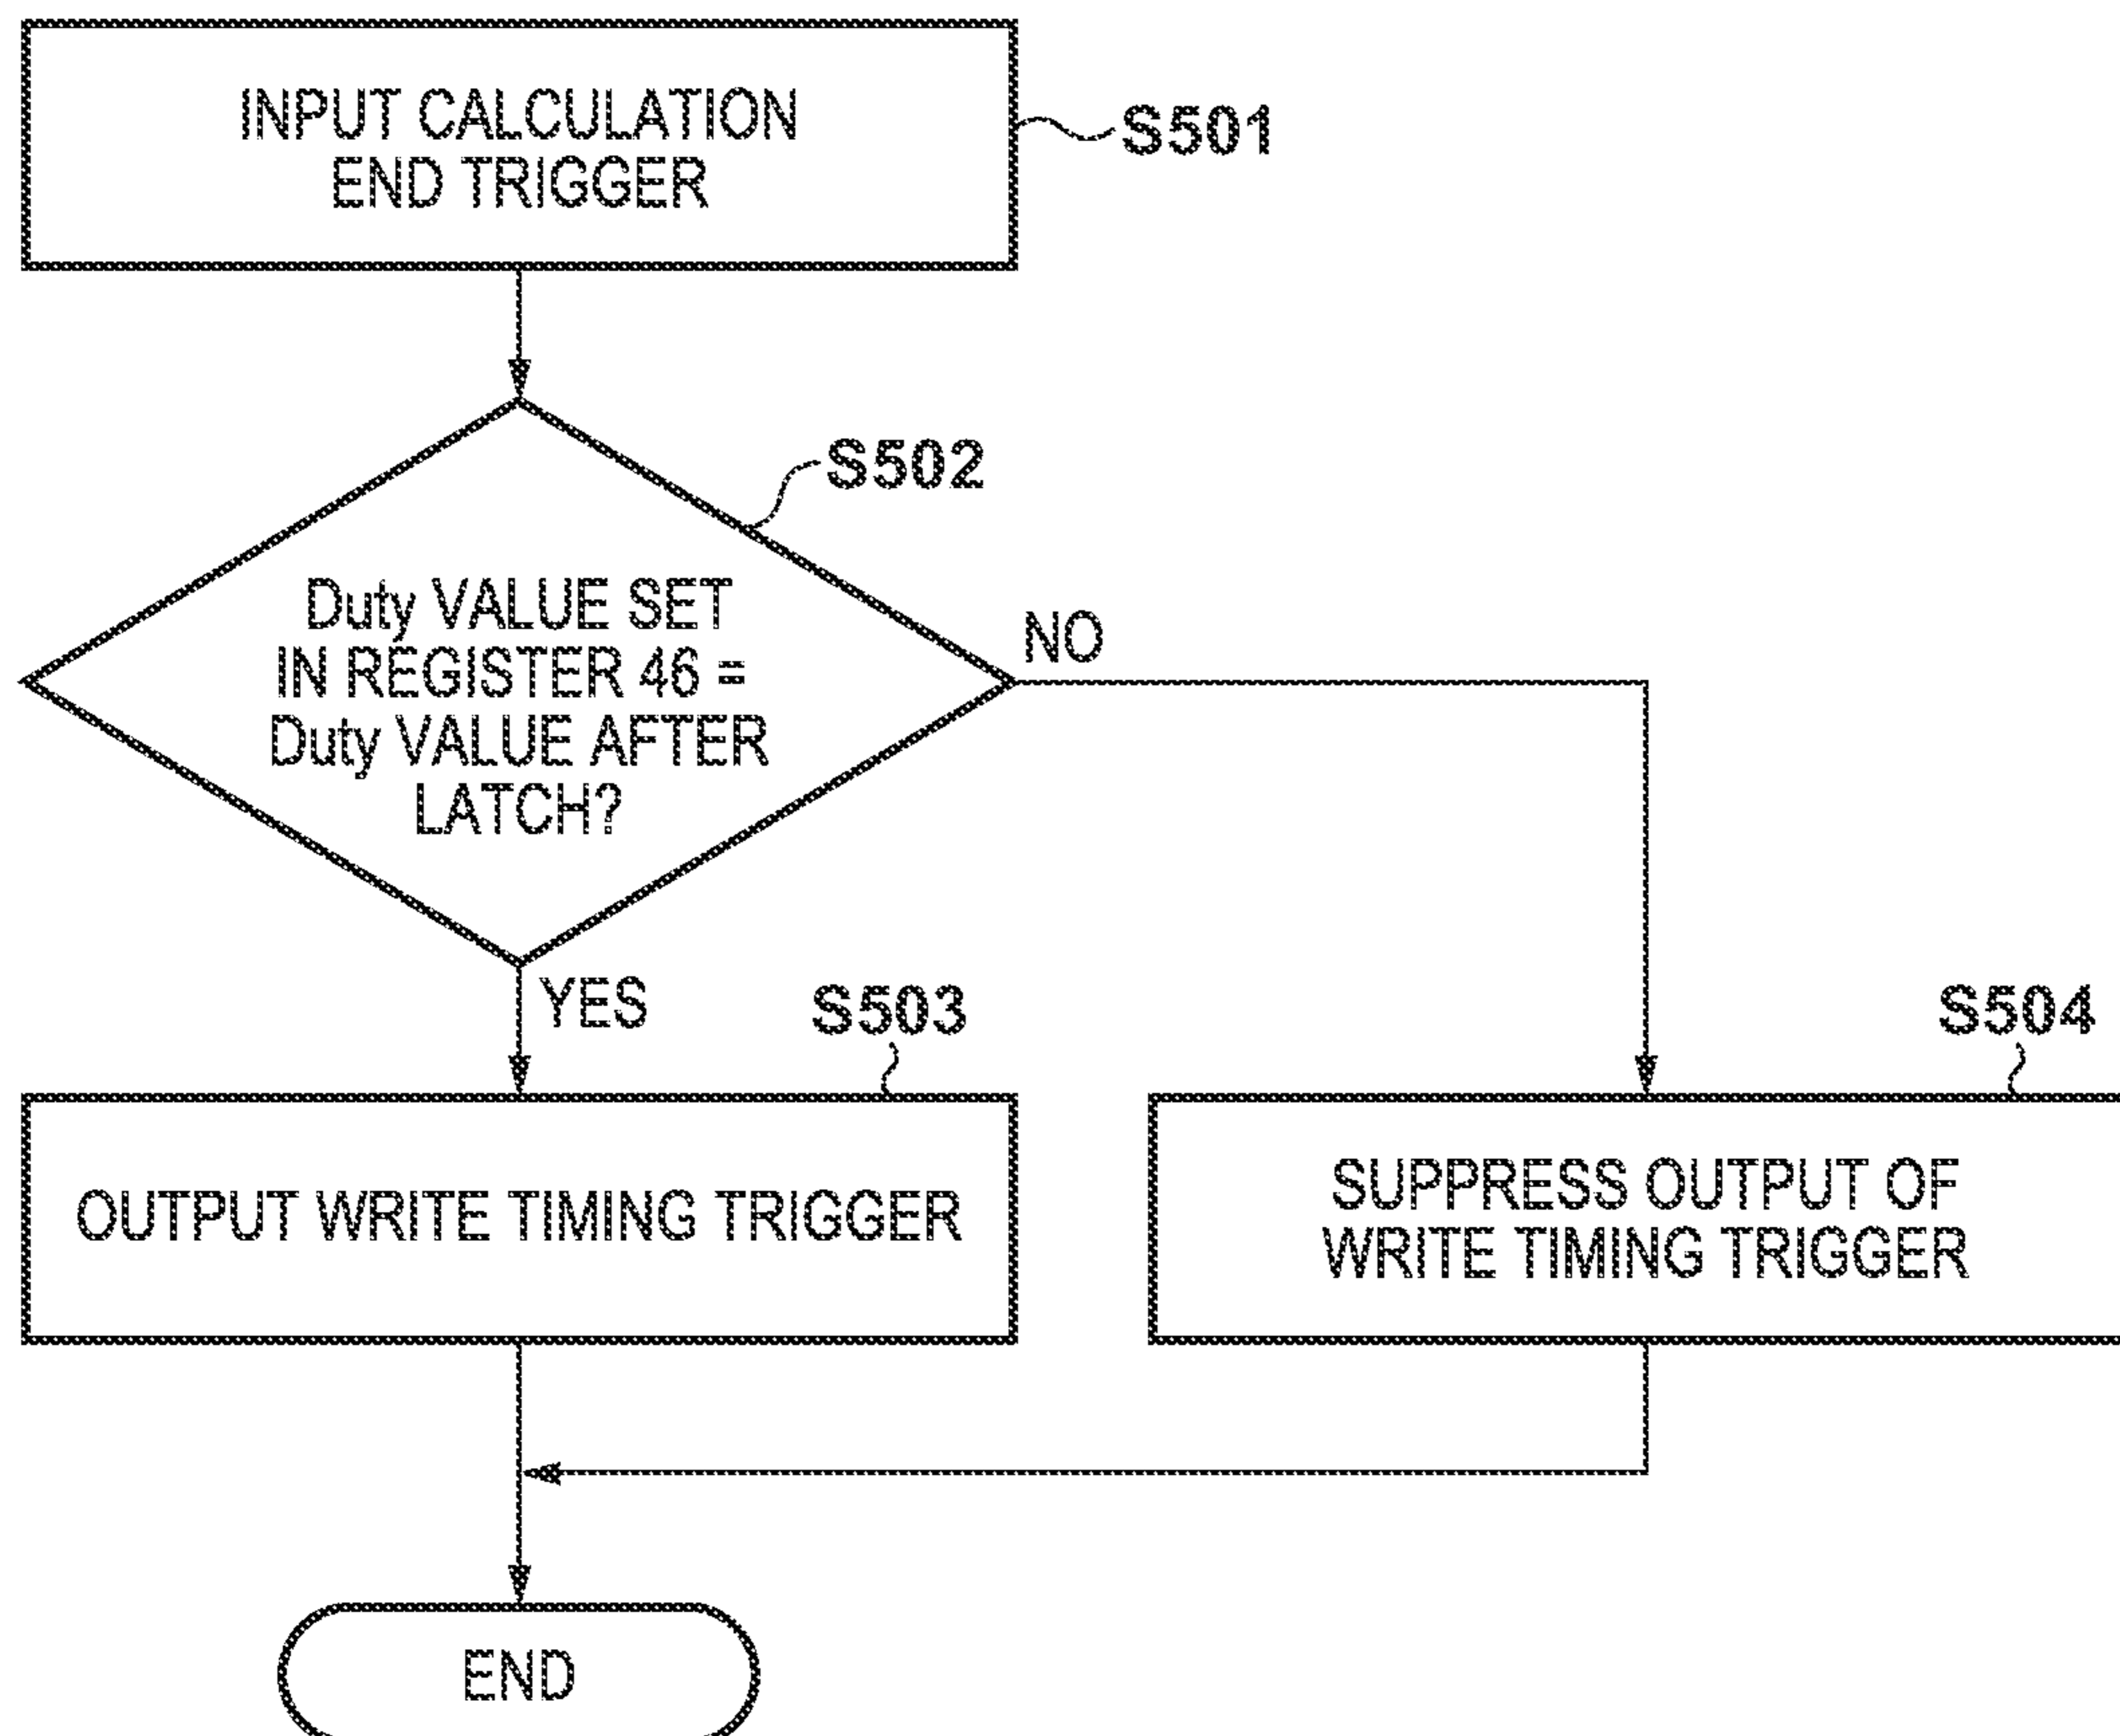 INPUT CALCULATION
END TRIGGER
S501
S502
Duty VALUE SET
IN REGISTER 46 =
Duty VALUE AFTER
LATCH?
NO
YES
S503
S504
OUTPUT WRITE TIMING TRIGGER
SUPPRESS OUTPUT OF
WRITE TIMING TRIGGER
END